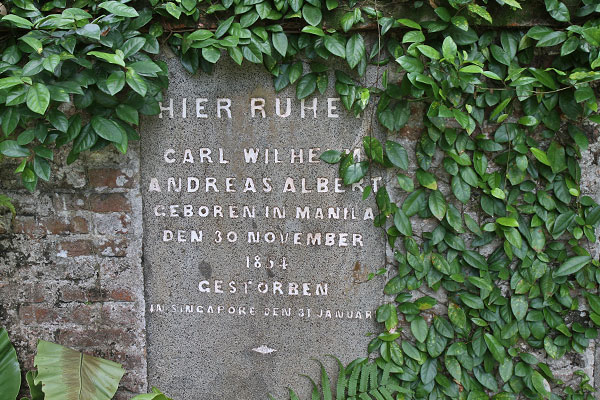 HIER RUHE
CARL WILHELM
ANDREAS ALBERT
GEBOREN IN MANILA
DEN 30 NOVEMBER
1854
GESTORBEN
IN SINGAPORE DEN 31 JANUAR